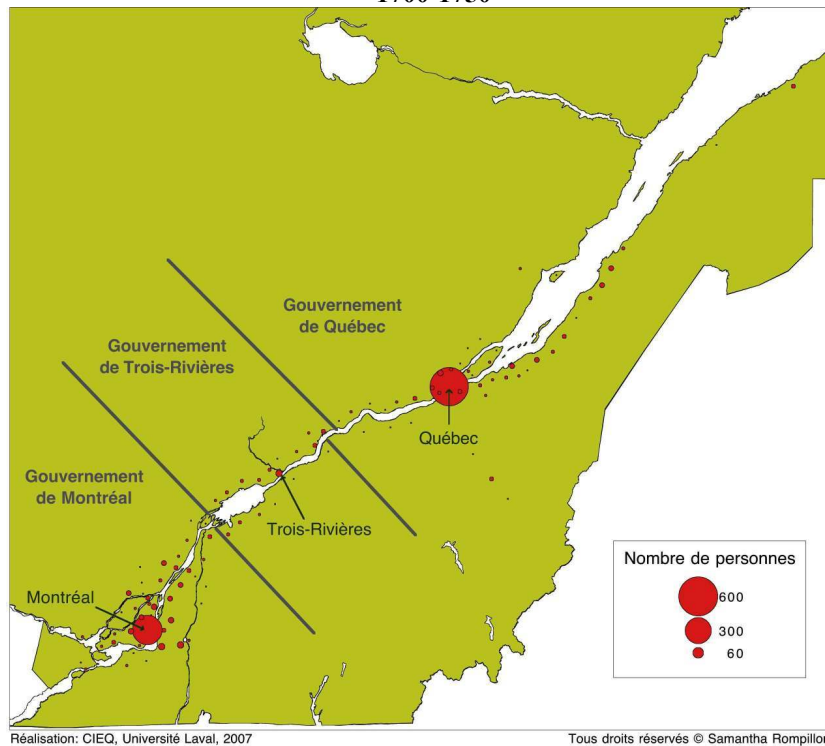 Gouvernement
de Québec
Gouvernement
de Trois-Rivières
Québec
Gouvernement
de Montréal
Trois-Rivières
Montréal
Nombre de personnes
600
300
60
Réalisation: CIEQ, Université Laval, 2007
Tous droits réservés © Samantha Rompillon